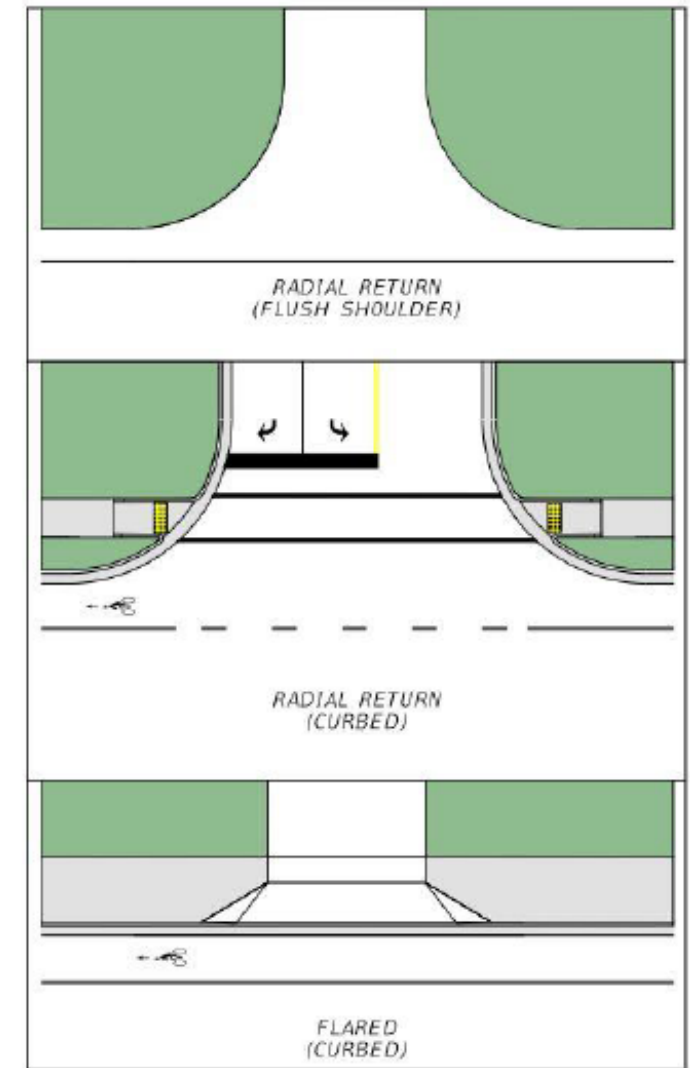 RADIAL RETURN
(FLUSH SHOULDER)
RADIAL RETURN
(CURBED)
FLARED
(CURBED)